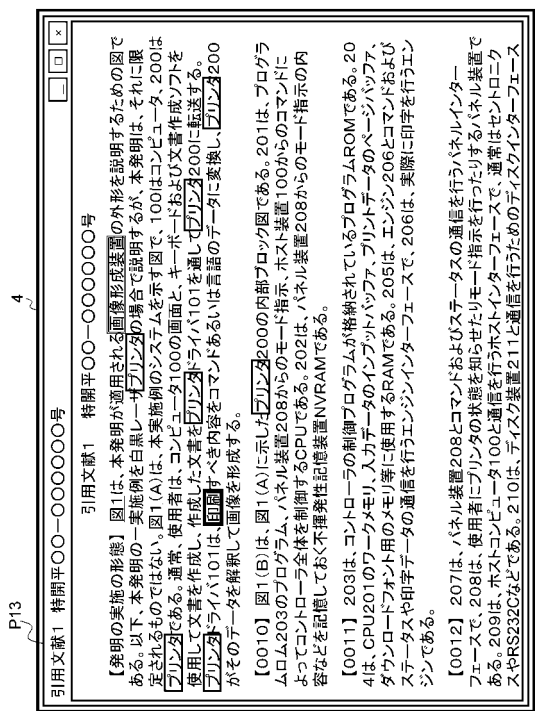 P13
4
引用文献1 特開平〇〇-〇〇〇〇〇〇号
引用文献1 特開平〇〇-〇〇〇〇〇〇号
【発明の実施の形態】 図1は、本発明が適用される画像形成装置の外形を説明するための図で
ある。以下、本発明の一実施例を白黒レーザプリンタの場合で説明するが、本発明は、それに限
定されるものではない。図1(A)は、本実施例のシステムを示す図で、100はコンピュータ、200は
プリンタである。通常、使用者は、コンピュータ100の画面と、キーボードおよび文書作成ソフトを
使用して文書を作成し、作成した文書をプリンタドライバ101を通してプリンタ200に転送する。
プリンタドライバ101は、印刷すべき内容をコマンドあるいは言語のデータに変換し、プリンタ200
がそのデータを解釈して画像を形成する。
【0010】 図1(B)は、図1(A)に示したプリンタ200の内部ブロック図である。201は、プログラ
ムロム203のプログラム、パネル装置208からのモード指示、ホスト装置100からのコマンドに
よってコントローラ全体を制御するCPUである。202は、パネル装置208からのモード指示の内
容などを記憶しておく不揮発性記憶装置NVRAMである。
【0011】 203は、コントローラの制御プログラムが格納されているプログラムROMである。20
4は、CPU201のワークメモリ、入力データのインプットバッファ、プリントデータのページバッファ、
ダウンロードフォント用のメモリ等に使用するRAMである。205は、エンジン206とコマンドおよび
ステータスや印字データの通信を行うエンジンインターフェースで、206は、実際に印字を行うエン
ジンである。
【0012】 207は、パネル装置208とコマンドおよびステータスの通信を行うパネルインター
フェースで、208は、使用者にプリンタの状態を知らせたりモード指示を行ったりするパネル装置で
ある。209は、ホストコンピュータ100と通信を行うホストインターフェースで、通常はセントロニク
スやRS232Cなどである。210は、ディスク装置211と通信を行うためのディスクインターフェース